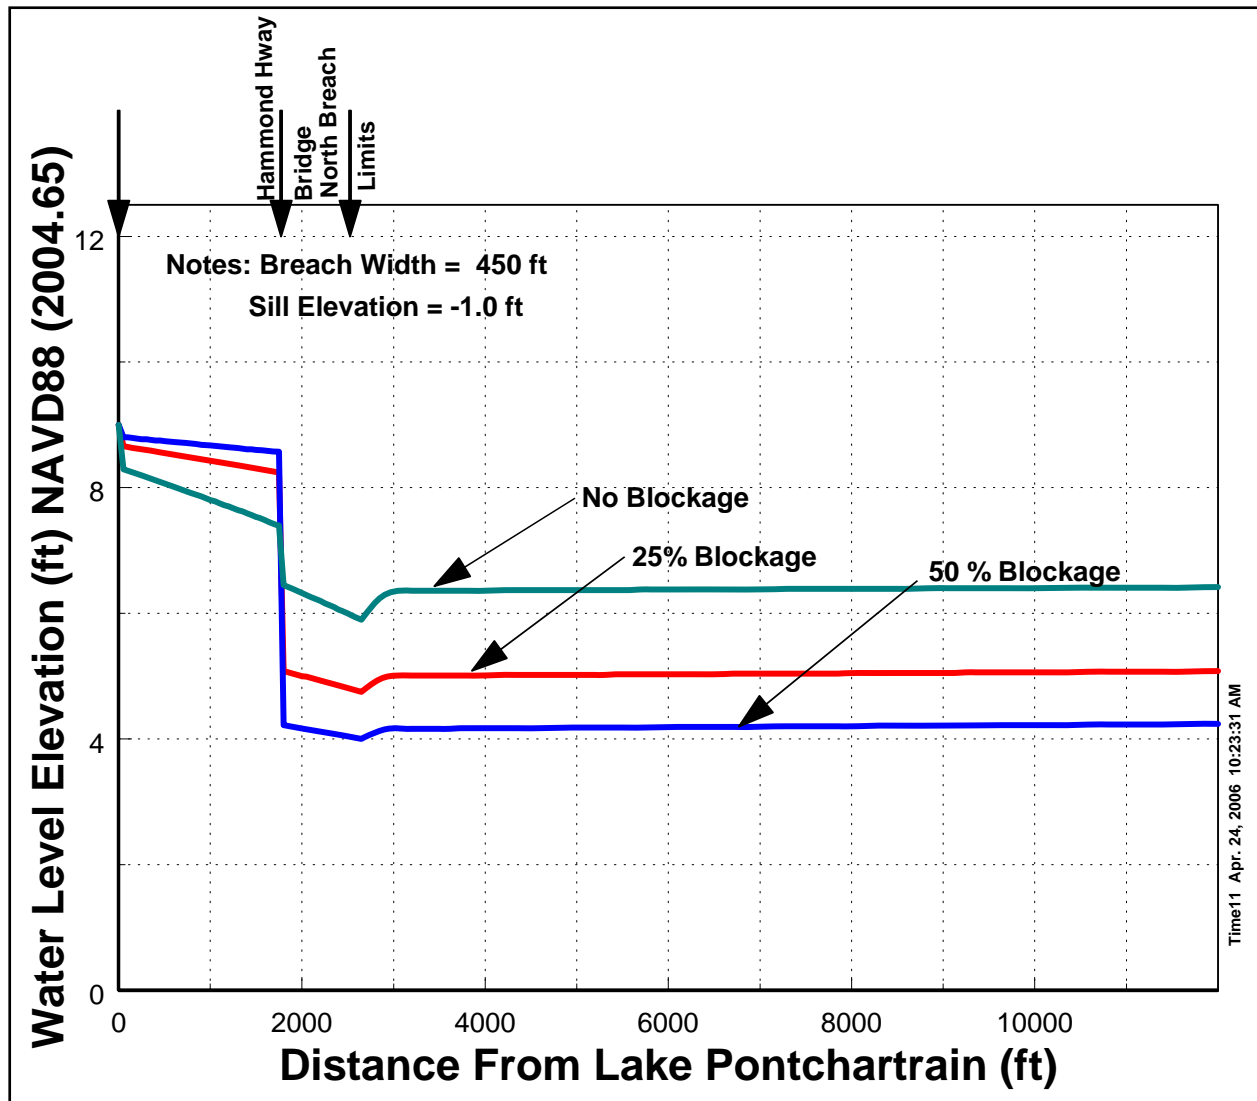 Hammond Hway
Bridge
North Breach
Limits
Water Level Elevation (ft) NAVD88 (2004.65)
12
8
4
0
Notes: Breach Width = 450 ft
Sill Elevation = -1.0 ft
No Blockage
25% Blockage
50 % Blockage
0
2000
4000
6000
8000
10000
Distance From Lake Pontchartrain (ft)
Time11 Apr. 24, 2006 10:23:31 AM